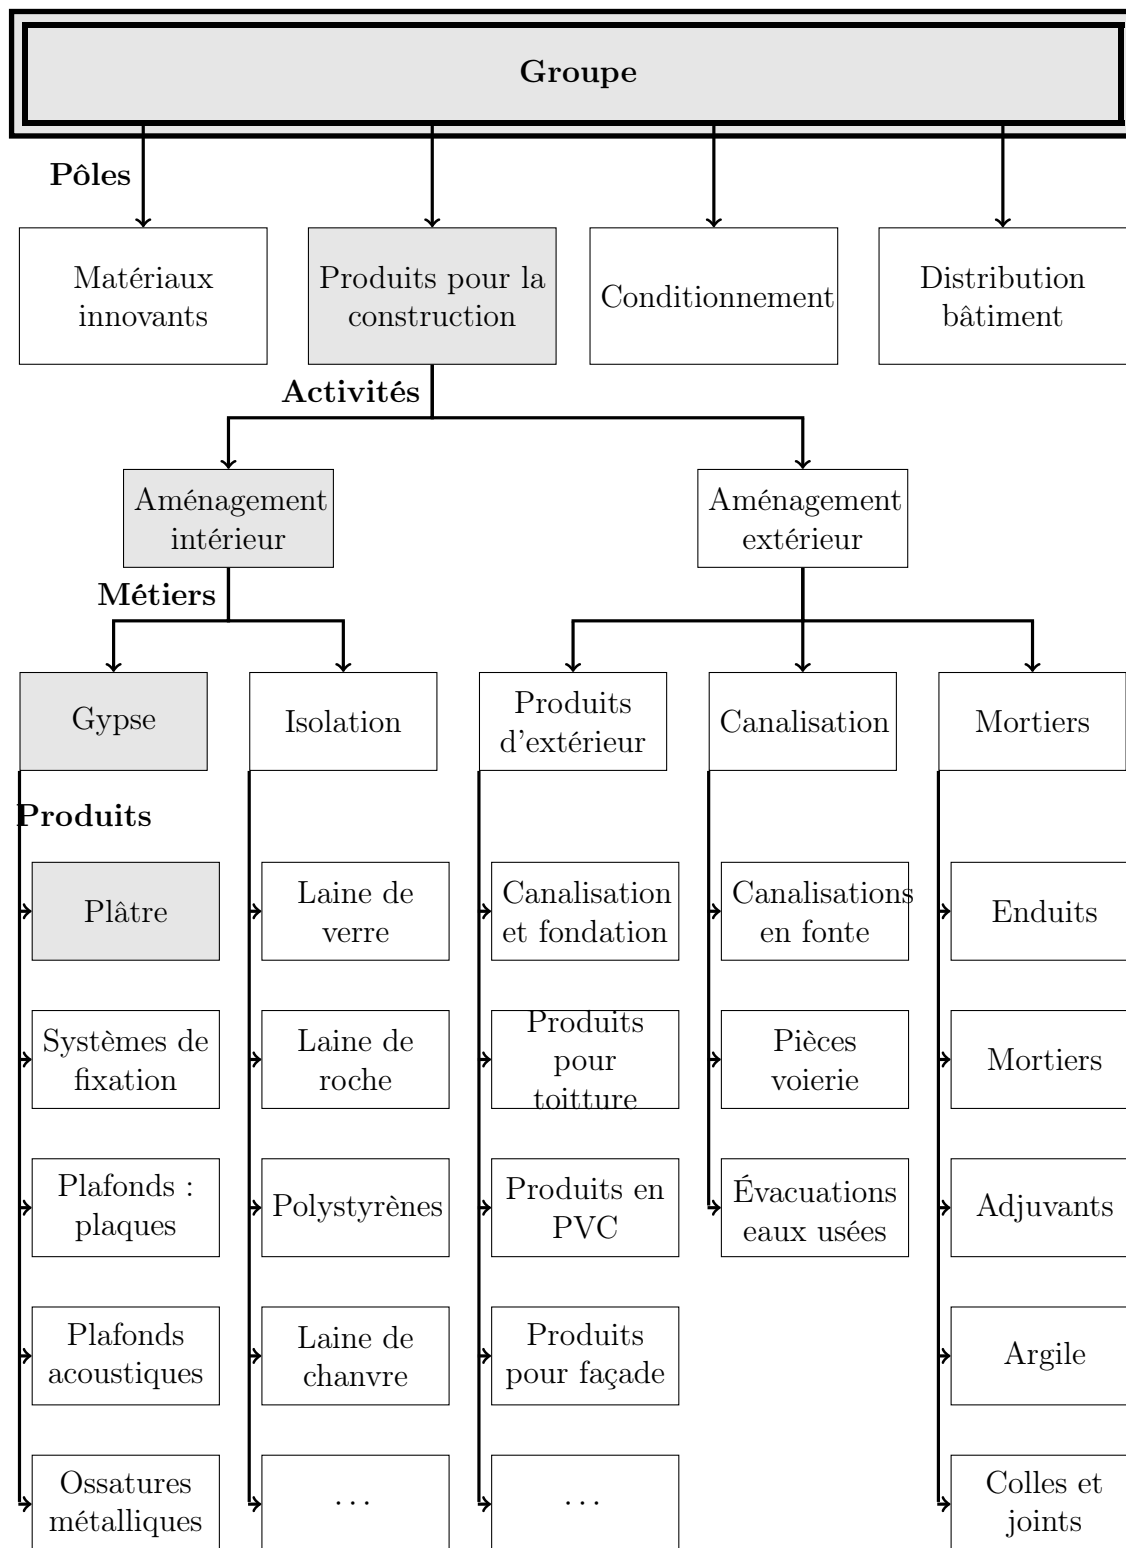 Groupe
Pôles
Matériaux
innovants
Produits pour la
construction
Conditionnement
Distribution
bâtiment
Activités
Aménagement
intérieur
Aménagement
extérieur
Métiers
Gypse
Isolation
Produits
d'extérieur
Canalisation
Mortiers
Produits
Plâtre
Laine de
verre
Canalisation
et fondation
Canalisations
en fonte
Enduits
Systèmes de
fixation
Laine de
roche
Produits
pour
toitture
Pièces
voierie
Mortiers
Plafonds :
plaques
Polystyrènes
Produits en
PVC
Évacuations
eaux usées
Adjuvants
Plafonds
acoustiques
Laine de
chanvre
Produits
pour façade
Argile
Ossatures
métalliques
...
...
Colles et
joints